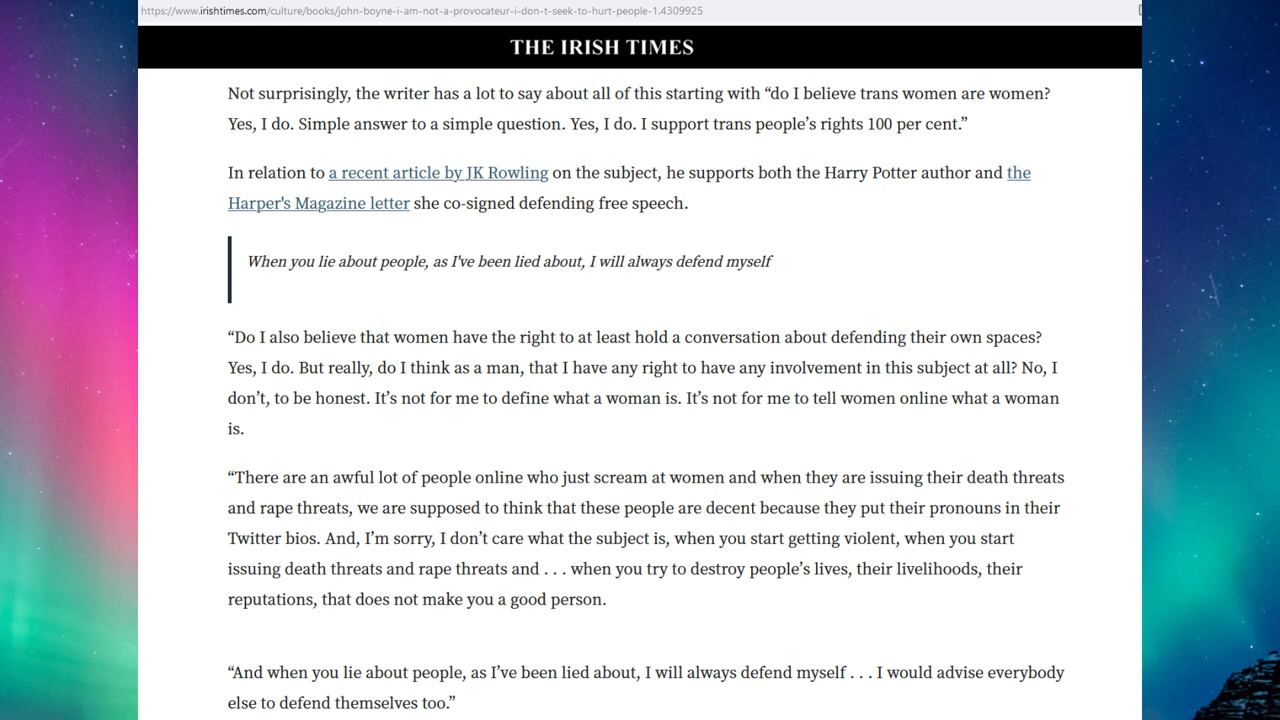 https://www.irishtimes.com/culture/books/john-boyne-i-am-not-a-provocateur-i-don-t-seek-to-hurt-people-1.4309925
THE IRISH TIMES
Not surprisingly, the writer has a lot to say about all of this starting with “do I believe trans women are women?
Yes, I do. Simple answer to a simple question. Yes, I do. I support trans people’s rights 100 per cent.”
In relation to a recent article by JK Rowling on the subject, he supports both the Harry Potter author and the
Harper's Magazine letter she co-signed defending free speech.
When you lie about people, as I've been lied about, I will always defend myself
“Do I also believe that women have the right to at least hold a conversation about defending their own spaces?
Yes, I do. But really, do I think as a man, that I have any right to have any involvement in this subject at all? No, I
don’t, to be honest. It’s not for me to define what a woman is. It’s not for me to tell women online what a woman
is.
“There are an awful lot of people online who just scream at women and when they are issuing their death threats
and rape threats, we are supposed to think that these people are decent because they put their pronouns in their
Twitter bios. And, I’m sorry, I don’t care what the subject is, when you start getting violent, when you start
issuing death threats and rape threats and . . . when you try to destroy people’s lives, their livelihoods, their
reputations, that does not make you a good person.
“And when you lie about people, as I’ve been lied about, I will always defend myself . . . I would advise everybody
else to defend themselves too.”